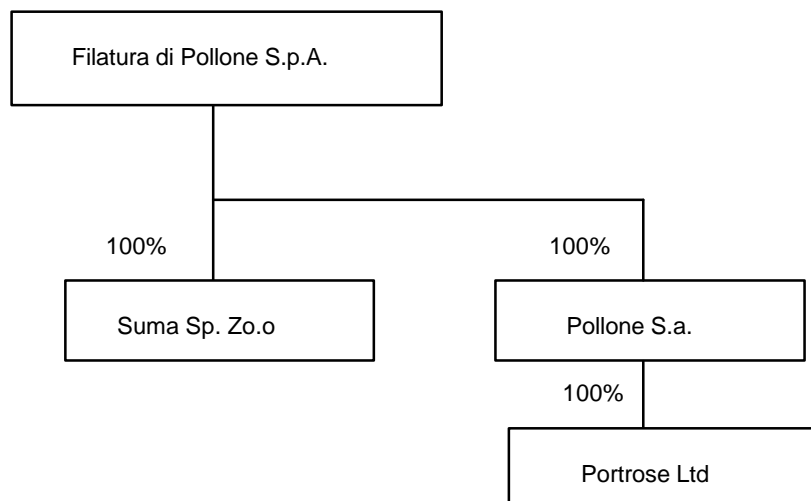 Filatura di Pollone S.p.A.
100%
100%
Suma Sp. Zo.o
Pollone S.a.
100%
Portrose Ltd